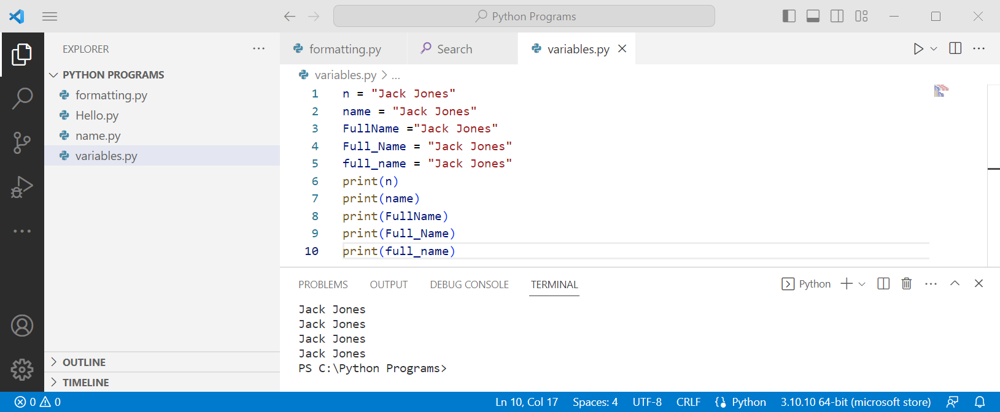 Python Programs
EXPLORER
PYTHON PROGRAMS
formatting.py
Hello.py
name.py
variables.py
OUTLINE
TIMELINE
formatting.py
Search
variables.py
variables.py > ...
1 n = "Jack Jones"
2 name = "Jack Jones"
3 FullName ="Jack Jones"
4 Full_Name = "Jack Jones"
5 full_name = "Jack Jones"
6 print(n)
7 print(name)
8 print(FullName)
9 print(Full_Name)
10 print(full_name)
PROBLEMS OUTPUT DEBUG CONSOLE TERMINAL Python
Jack Jones
Jack Jones
Jack Jones
Jack Jones
PS C:\Python Programs>
0 0 Ln 10, Col 17 Spaces: 4 UTF-8 CRLF Python 3.10.10 64-bit (microsoft store)